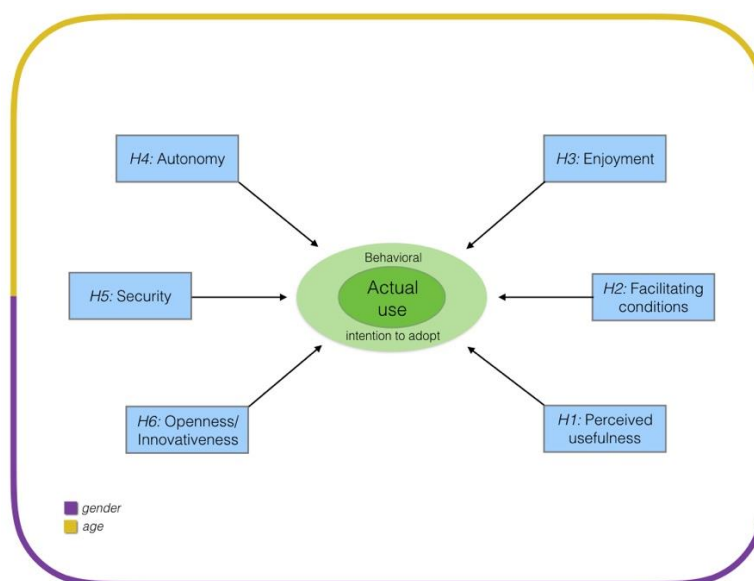 H4: Autonomy
H3: Enjoyment
Behavioral
Actual
use
intention to adopt
H5: Security
H2: Facilitating
conditions
H6: Openness/
Innovativeness
H1: Perceived
usefulness
gender
age